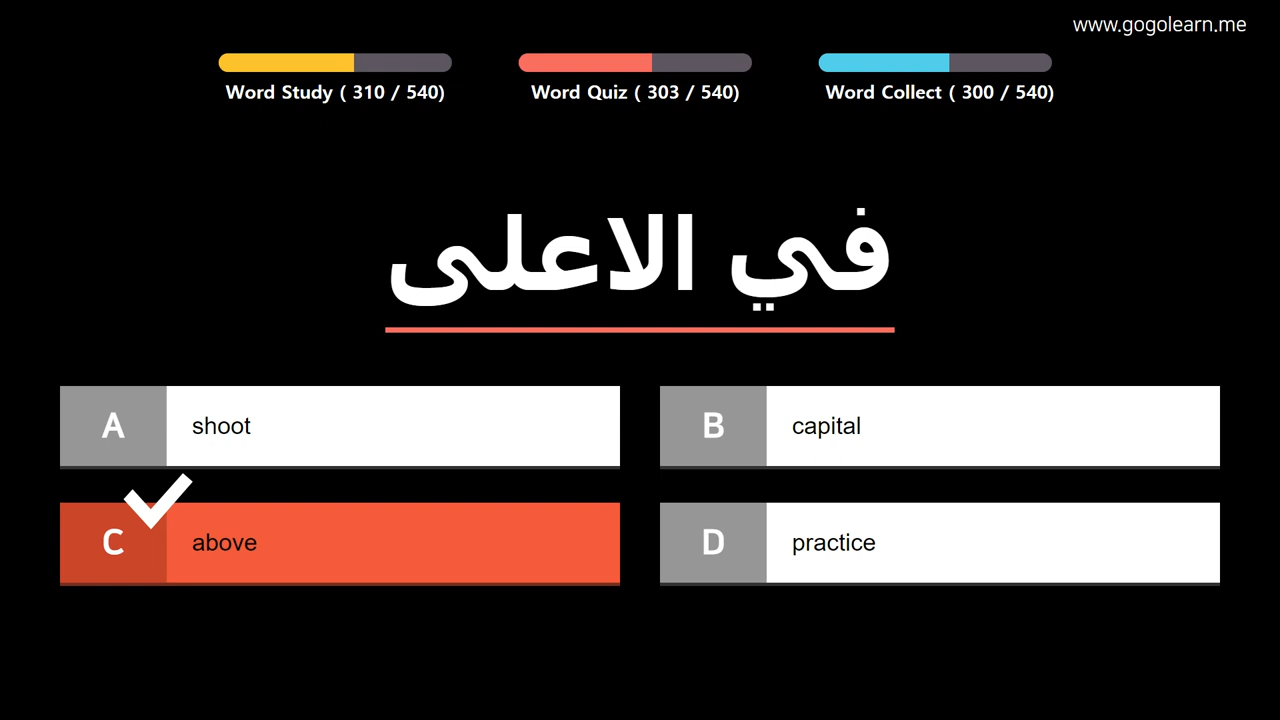 www.gogolearn.me
Word Study ( 310 / 540)
Word Quiz ( 303 / 540)
Word Collect ( 300 / 540)
في الاعلى
A shoot
B capital
C above
D practice